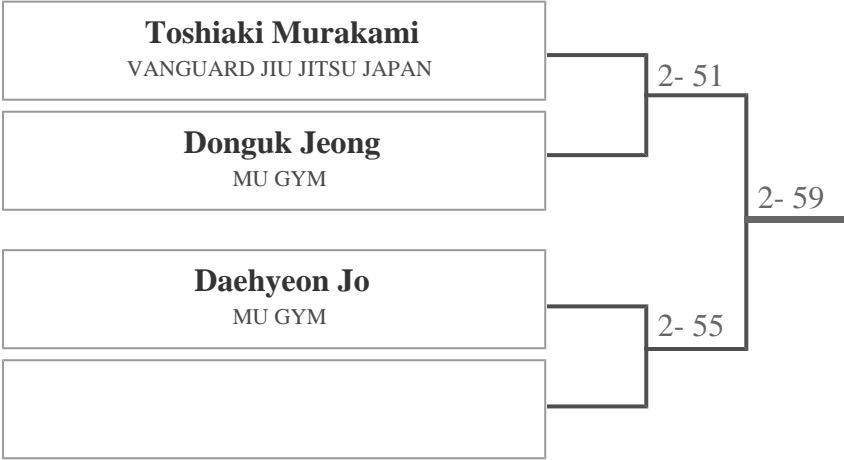 Toshiaki Murakami
VANGUARD JIU JITSU JAPAN
2- 51
Donguk Jeong
MU GYM
2- 59
Daehyeon Jo
MU GYM
2- 55